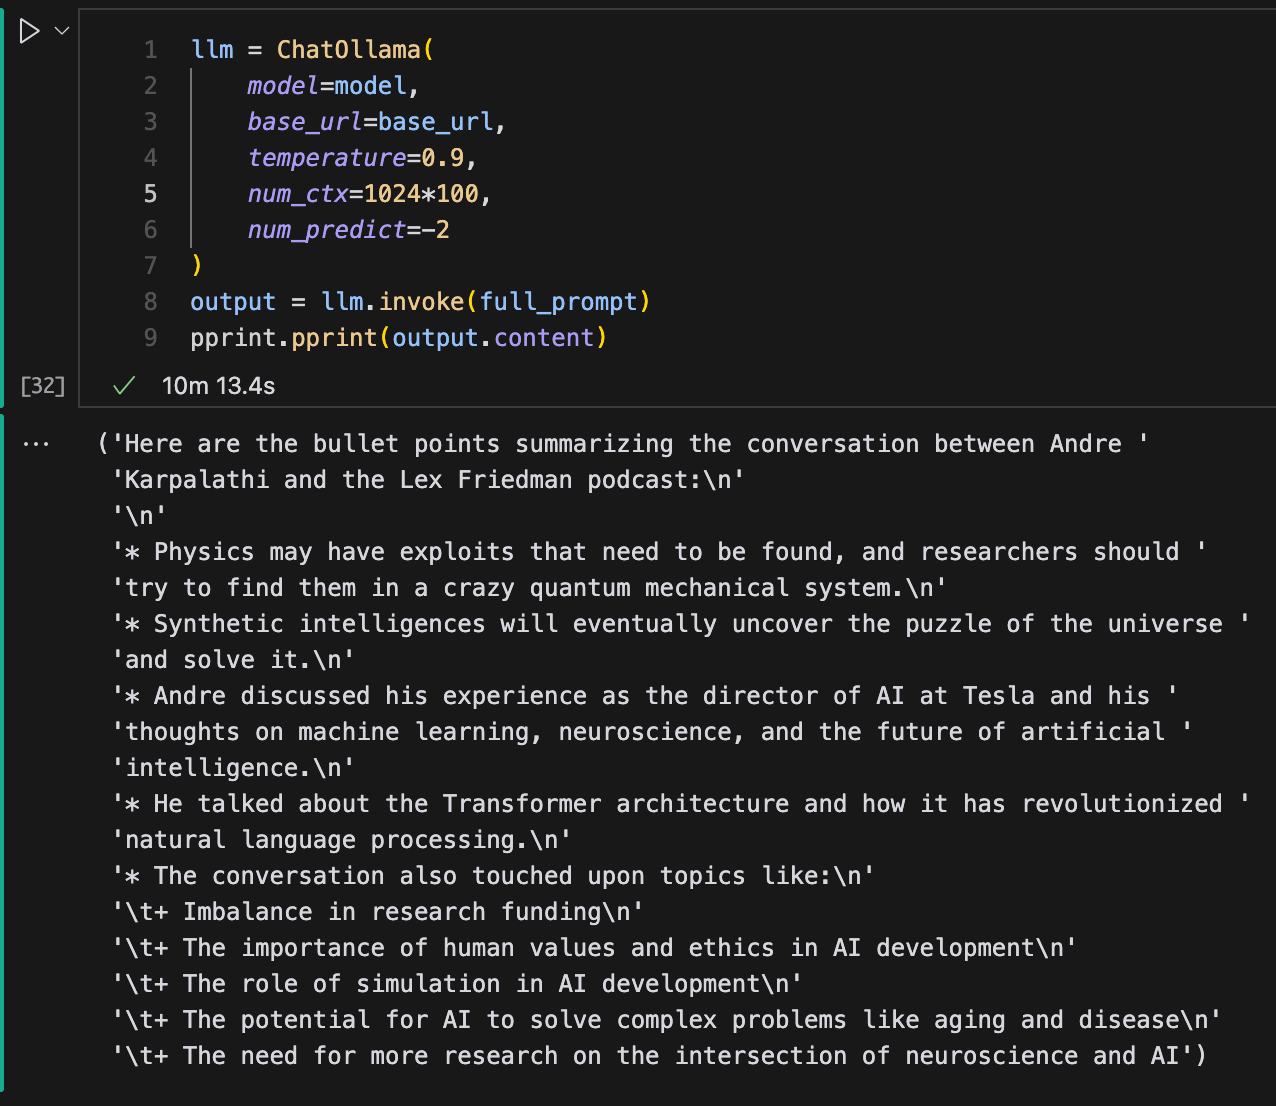 1 llm = ChatOllama(
2     model=model,
3     base_url=base_url,
4     temperature=0.9,
5     num_ctx=1024*100,
6     num_predict=-2
7 )
8 output = llm.invoke(full_prompt)
9 pprint.pprint(output.content)
[32] ✓ 10m 13.4s
... ('Here are the bullet points summarizing the conversation between Andre '
 'Karpalathi and the Lex Friedman podcast:\n'
 '\n'
 '* Physics may have exploits that need to be found, and researchers should '
 'try to find them in a crazy quantum mechanical system.\n'
 '* Synthetic intelligences will eventually uncover the puzzle of the universe '
 'and solve it.\n'
 '* Andre discussed his experience as the director of AI at Tesla and his '
 'thoughts on machine learning, neuroscience, and the future of artificial '
 'intelligence.\n'
 '* He talked about the Transformer architecture and how it has revolutionized '
 'natural language processing.\n'
 '* The conversation also touched upon topics like:\n'
 '\t+ Imbalance in research funding\n'
 '\t+ The importance of human values and ethics in AI development\n'
 '\t+ The role of simulation in AI development\n'
 '\t+ The potential for AI to solve complex problems like aging and disease\n'
 '\t+ The need for more research on the intersection of neuroscience and AI')